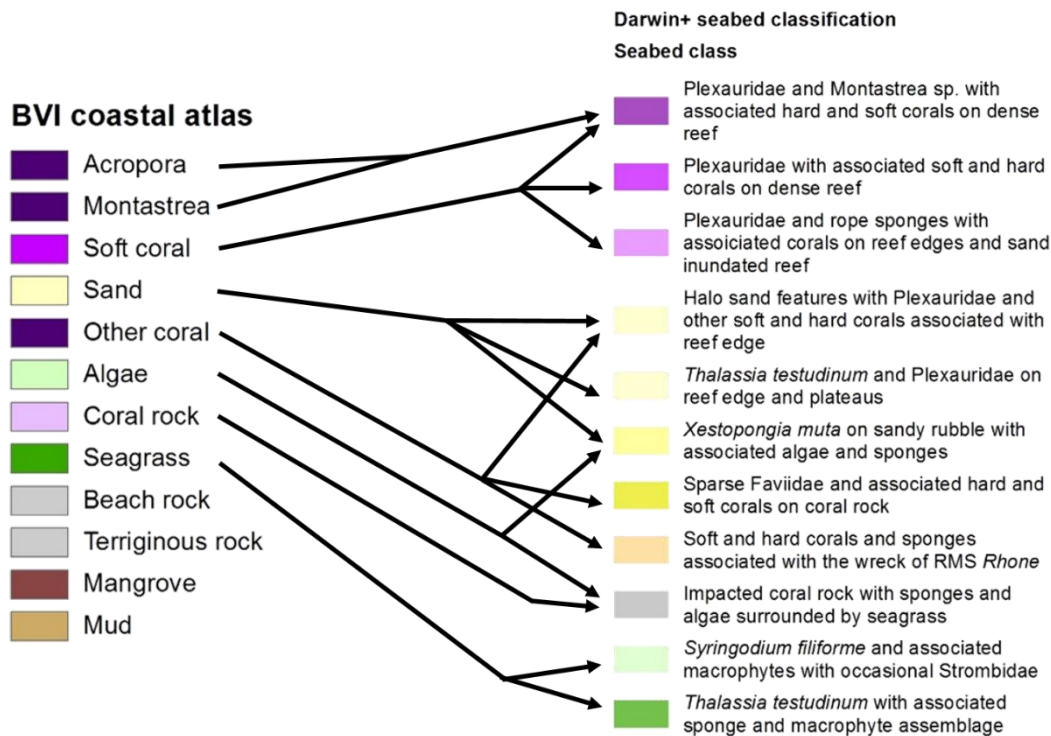 BVI coastal atlas
Acropora
Montastrea
Soft coral
Sand
Other coral
Algae
Coral rock
Seagrass
Beach rock
Terriginous rock
Mangrove
Mud
Darwin+ seabed classification
Seabed class
Plexauridae and Montastrea sp. with
associated hard and soft corals on dense
reef
Plexauridae with associated soft and hard
corals on dense reef
Plexauridae and rope sponges with
assoiciated corals on reef edges and sand
inundated reef
Halo sand features with Plexauridae and
other soft and hard corals associated with
reef edge
Thalassia testudinum and Plexauridae on
reef edge and plateaus
Xestopongia muta on sandy rubble with
associated algae and sponges
Sparse Faviidae and associated hard and
soft corals on coral rock
Soft and hard corals and sponges
associated with the wreck of RMS Rhone
Impacted coral rock with sponges and
algae surrounded by seagrass
Syringodium filiforme and associated
macrophytes with occasional Strombidae
Thalassia testudinum with associated
sponge and macrophyte assemblage